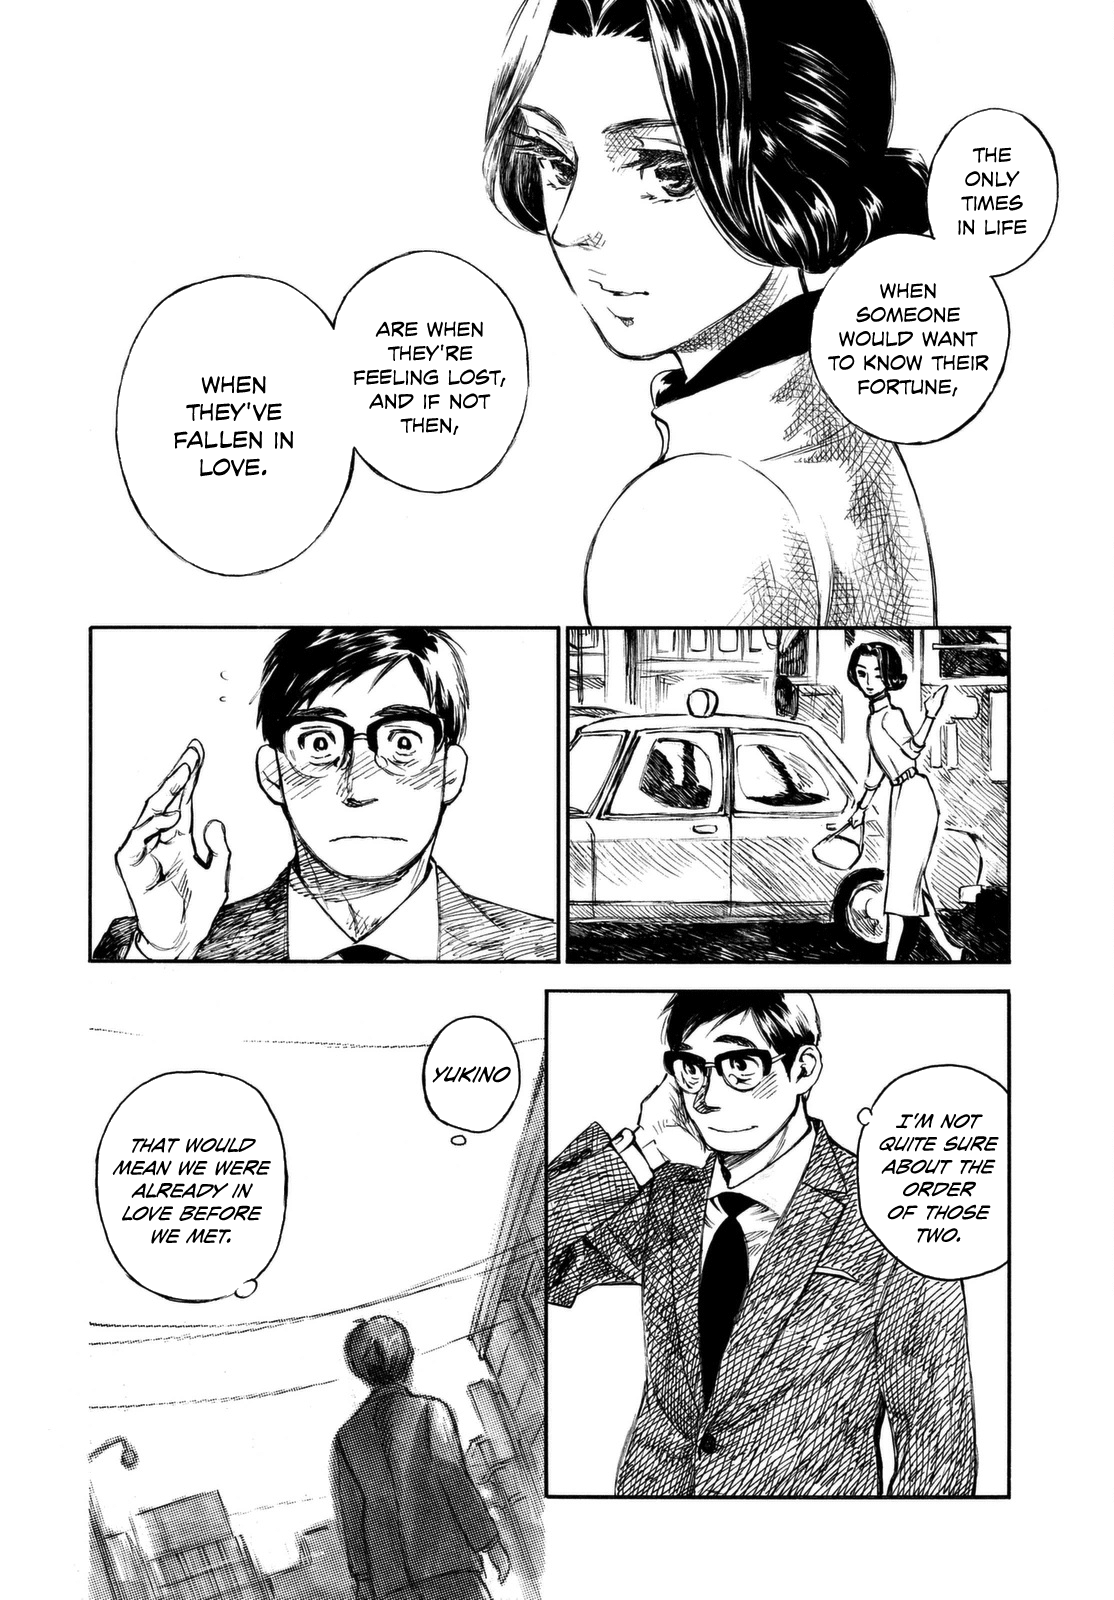 THE
ONLY
TIMES
IN LIFE
WHEN
SOMEONE
WOULD WANT
TO KNOW THEIR
FORTUNE,
ARE WHEN
THEY'RE
FEELING LOST,
AND IF NOT
THEN,
WHEN
THEY'VE
FALLEN IN
LOVE.
I'M NOT
QUITE SURE
ABOUT THE
ORDER
OF THOSE
TWO.
YUKINO
THAT WOULD
MEAN WE WERE
ALREADY IN
LOVE BEFORE
WE MET.